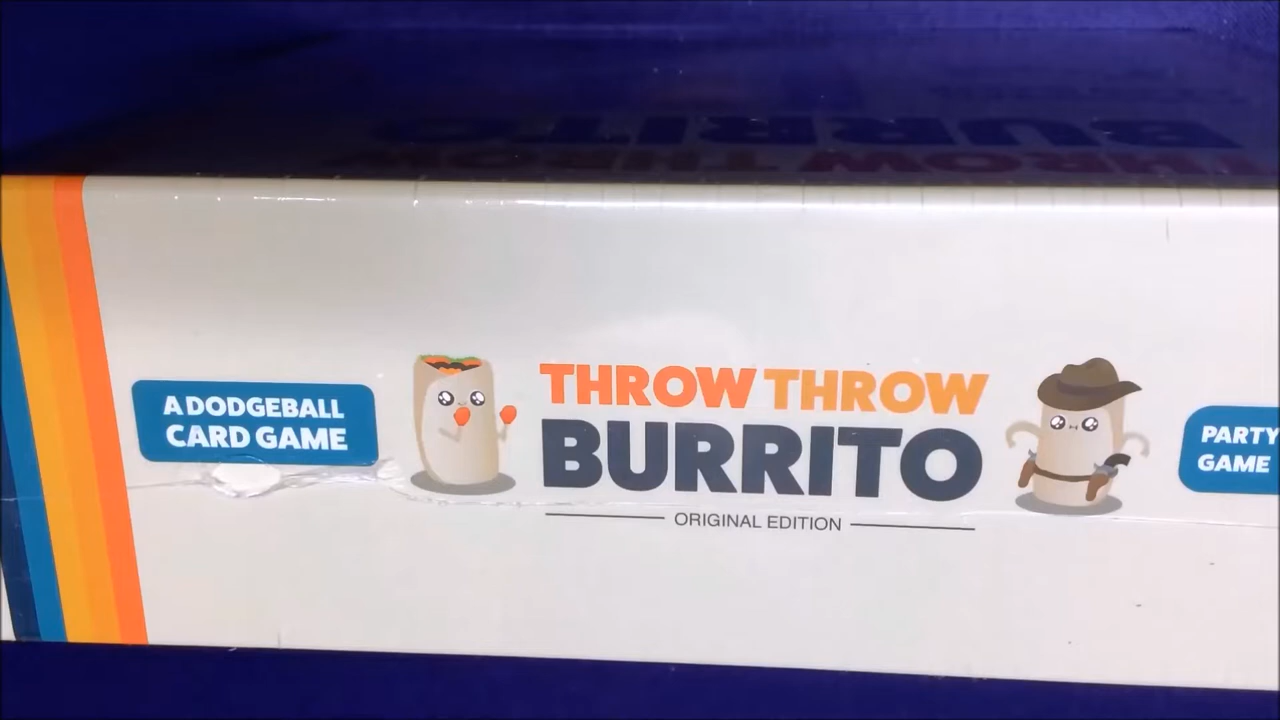 A DODGEBALL
CARD GAME
THROW THROW
BURRITO
ORIGINAL EDITION
PARTY
GAME